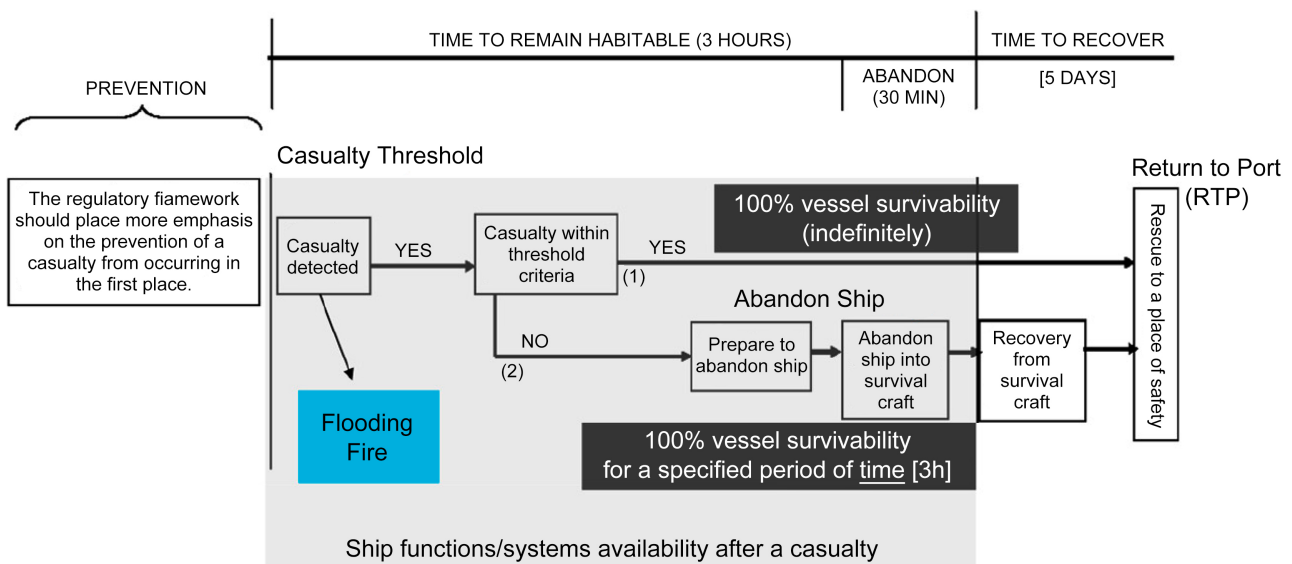 TIME TO REMAIN HABITABLE (3 HOURS)
TIME TO RECOVER
PREVENTION
ABANDON
(30 MIN)
[5 DAYS]
Casualty Threshold
Return to Port
(RTP)
The regulatory fiamework
should place more emphasis
on the prevention of a
casualty from occurring in
the first place.
Casualty
detected
YES
Casualty within
threshold
criteria
YES
(1)
100% vessel survivability
(indefinitely)
Rescue to a place of safety
Abandon Ship
NO
(2)
Prepare to
abandon ship
Abandon
ship into
survival
craft
Recovery
from
survival
craft
Flooding
Fire
100% vessel survivability
for a specified period of time [3h]
Ship functions/systems availability after a casualty